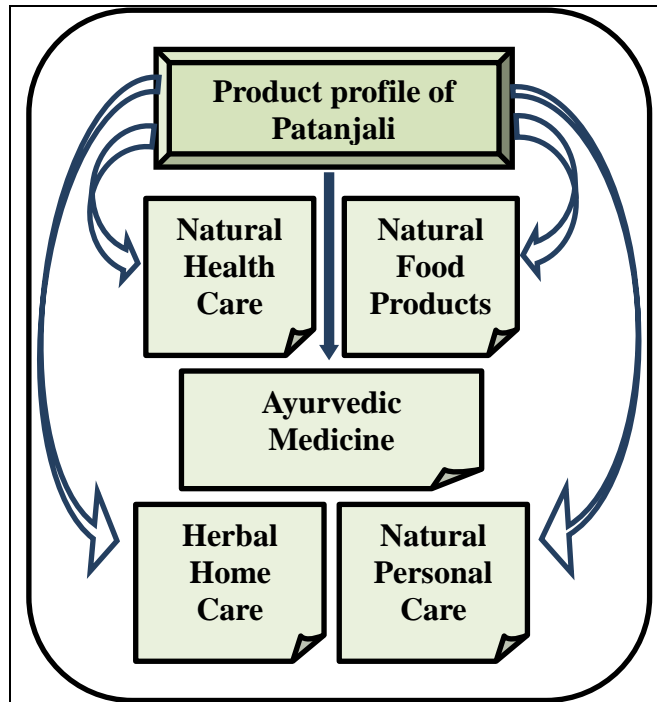 Product profile of
Patanjali
Natural
Health
Care
Natural
Food
Products
Ayurvedic
Medicine
Herbal
Home
Care
Natural
Personal
Care